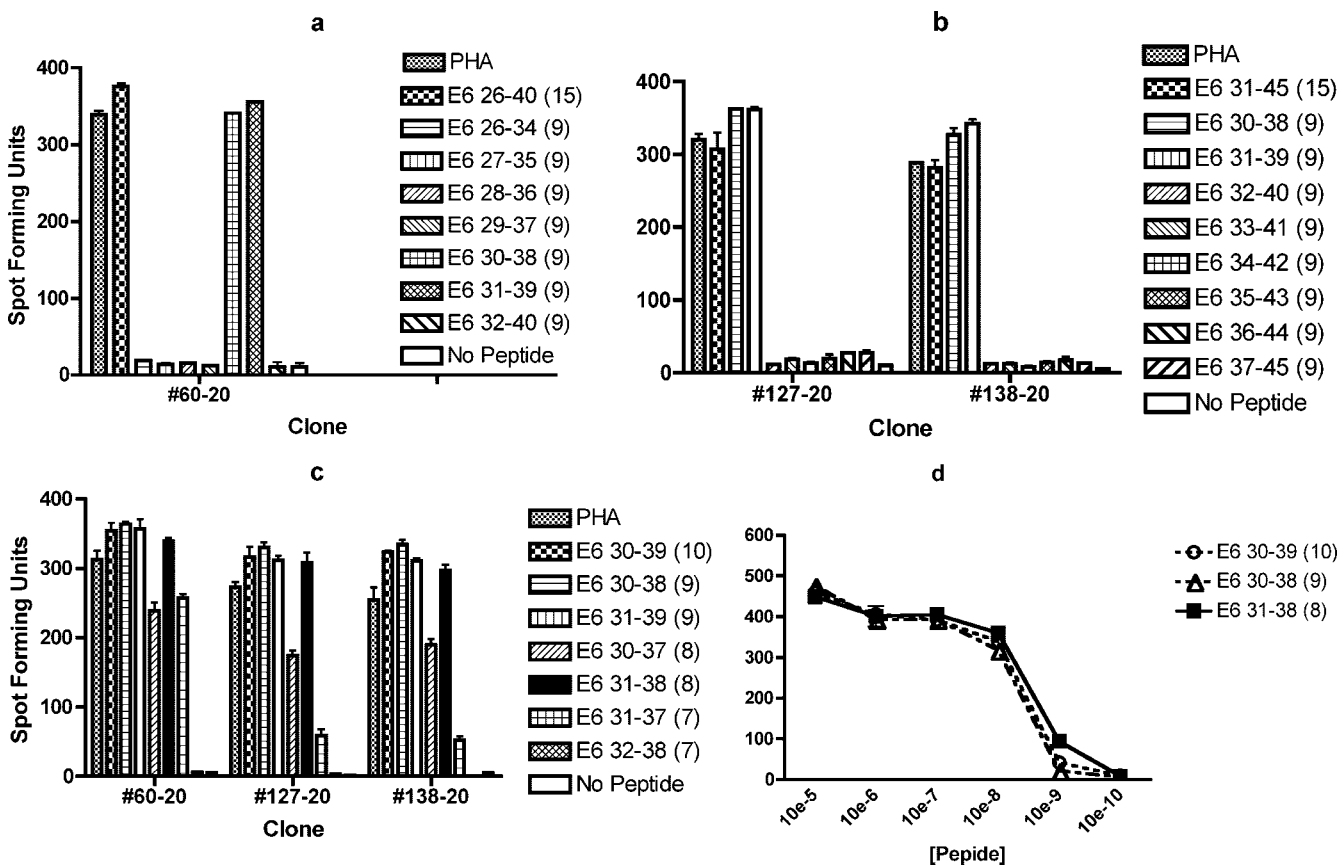 a
Spot Forming Units
400
300
200
100
0
#60-20
Clone
PHA
E6 26-40 (15)
E6 26-34 (9)
E6 27-35 (9)
E6 28-36 (9)
E6 29-37 (9)
E6 30-38 (9)
E6 31-39 (9)
E6 32-40 (9)
No Peptide
b
400
300
200
100
0
#127-20
#138-20
Clone
PHA
E6 31-45 (15)
E6 30-38 (9)
E6 31-39 (9)
E6 32-40 (9)
E6 33-41 (9)
E6 34-42 (9)
E6 35-43 (9)
E6 36-44 (9)
E6 37-45 (9)
No Peptide
c
Spot Forming Units
400
300
200
100
0
#60-20
#127-20
#138-20
Clone
PHA
E6 30-39 (10)
E6 30-38 (9)
E6 31-39 (9)
E6 30-37 (8)
E6 31-38 (8)
E6 31-37 (7)
E6 32-38 (7)
No Peptide
d
600
500
400
300
200
100
0
10e-5
10e-6
10e-7
10e-8
10e-9
10e-10
[Pepide]
E6 30-39 (10)
E6 30-38 (9)
E6 31-38 (8)